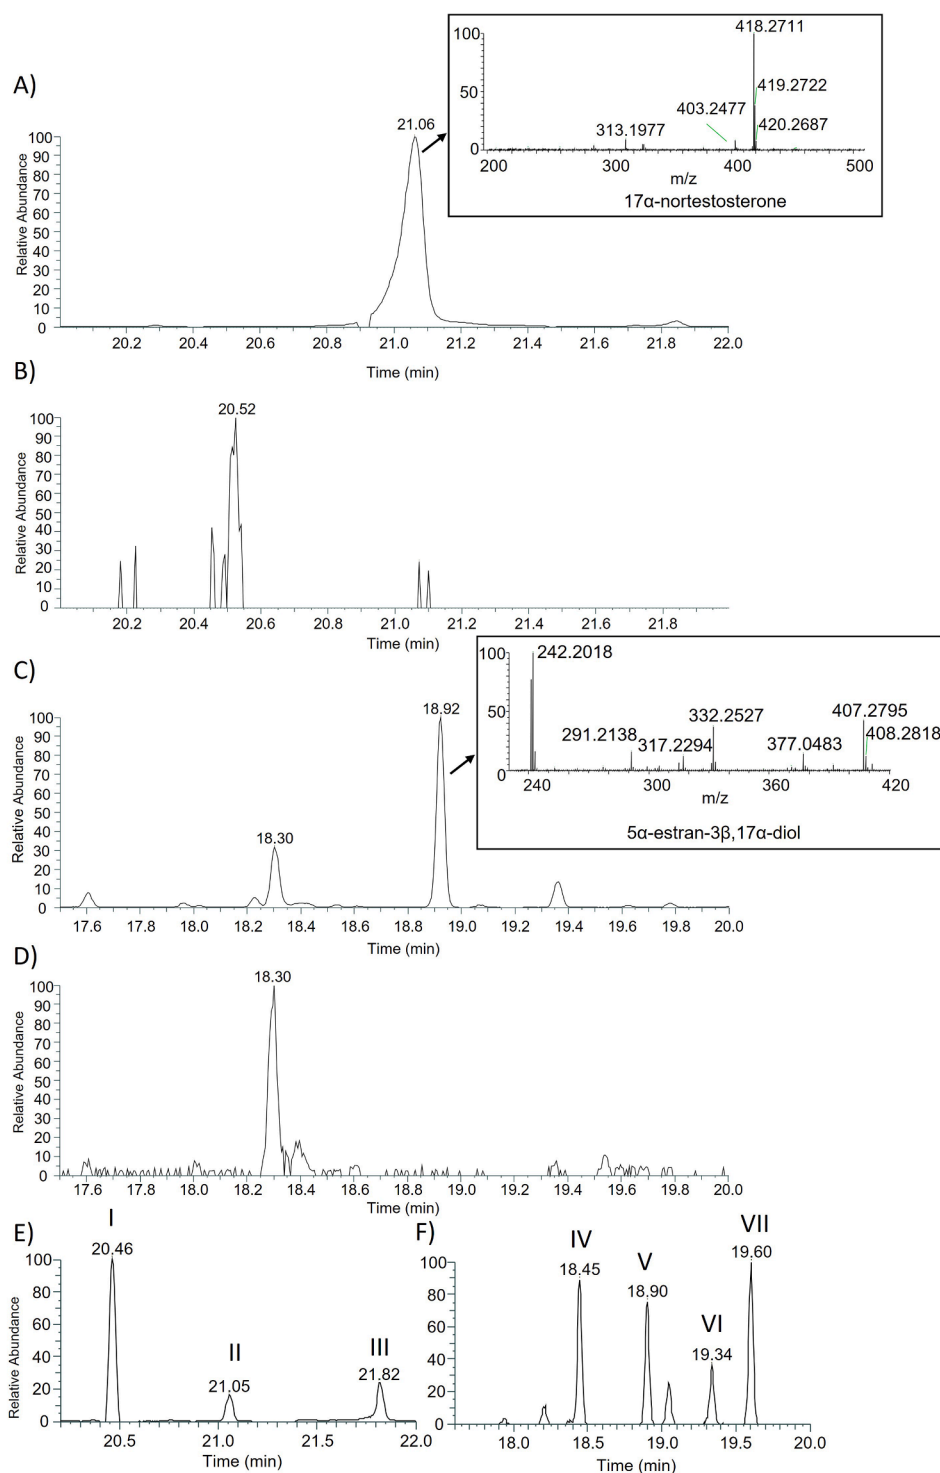 A)
Relative Abundance
100
90
80
70
60
50
40
30
20
10
0
21.06
20.2 20.4 20.6 20.8 21.0 21.2 21.4 21.6 21.8 22.0
Time (min)
100
50
0
418.2711
419.2722
403.2477
420.2687
313.1977
200 300 400 500
m/z
17α-nortestosterone
B)
Relative Abundance
100
90
80
70
60
50
40
30
20
10
0
20.52
20.2 20.4 20.6 20.8 21.0 21.2 21.4 21.6 21.8
Time (min)
C)
Relative Abundance
100
90
80
70
60
50
40
30
20
10
0
18.30
18.92
17.6 17.8 18.0 18.2 18.4 18.6 18.8 19.0 19.2 19.4 19.6 19.8 20.0
Time (min)
100
50
0
242.2018
332.2527
407.2795
291.2138
408.2818
317.2294
377.0483
240 300 360 420
m/z
5α-estran-3β,17α-diol
D)
Relative Abundance
100
90
80
70
60
50
40
30
20
10
0
18.30
17.6 17.8 18.0 18.2 18.4 18.6 18.8 19.0 19.2 19.4 19.6 19.8 20.0
Time (min)
E)
Relative Abundance
100
80
60
40
20
0
I
20.46
II
21.05
III
21.82
20.5 21.0 21.5 22.0
Time (min)
F)
100
80
60
40
20
0
IV
18.45
V
18.90
VI
19.34
VII
19.60
18.0 18.5 19.0 19.5 20.0
Time (min)